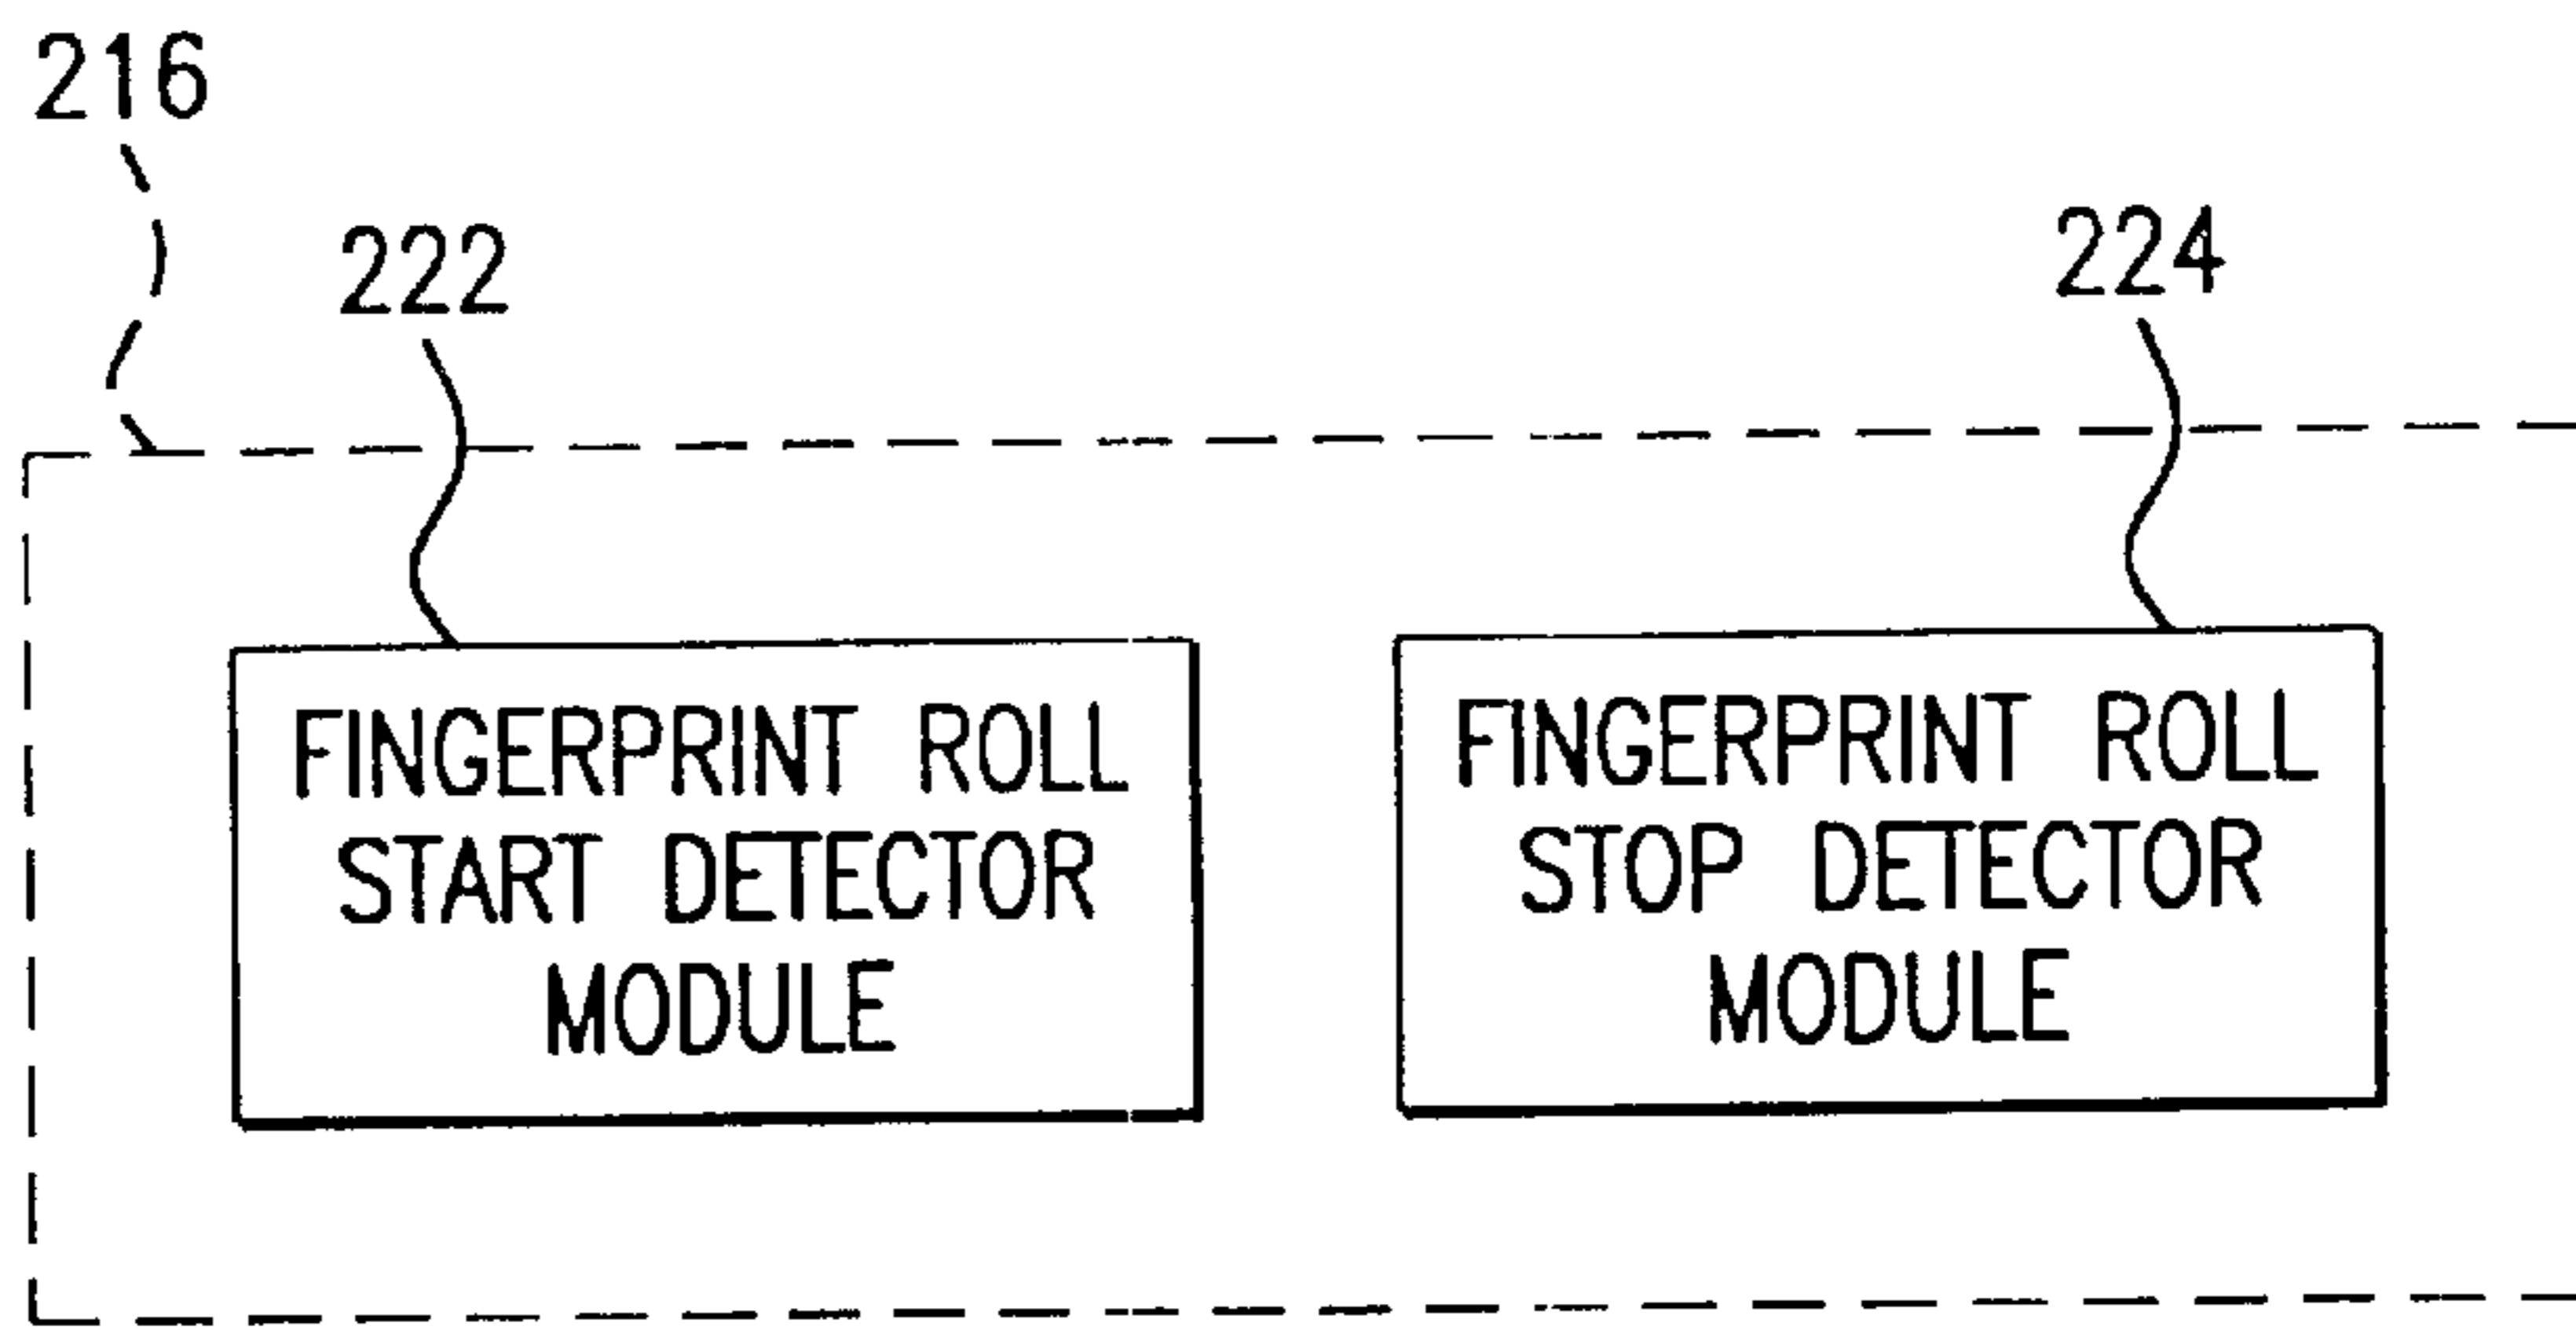 216
222
224
FINGERPRINT ROLL
START DETECTOR
MODULE
FINGERPRINT ROLL
STOP DETECTOR
MODULE